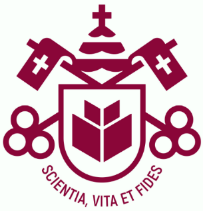 SCIENTIA, VITA ET FIDES